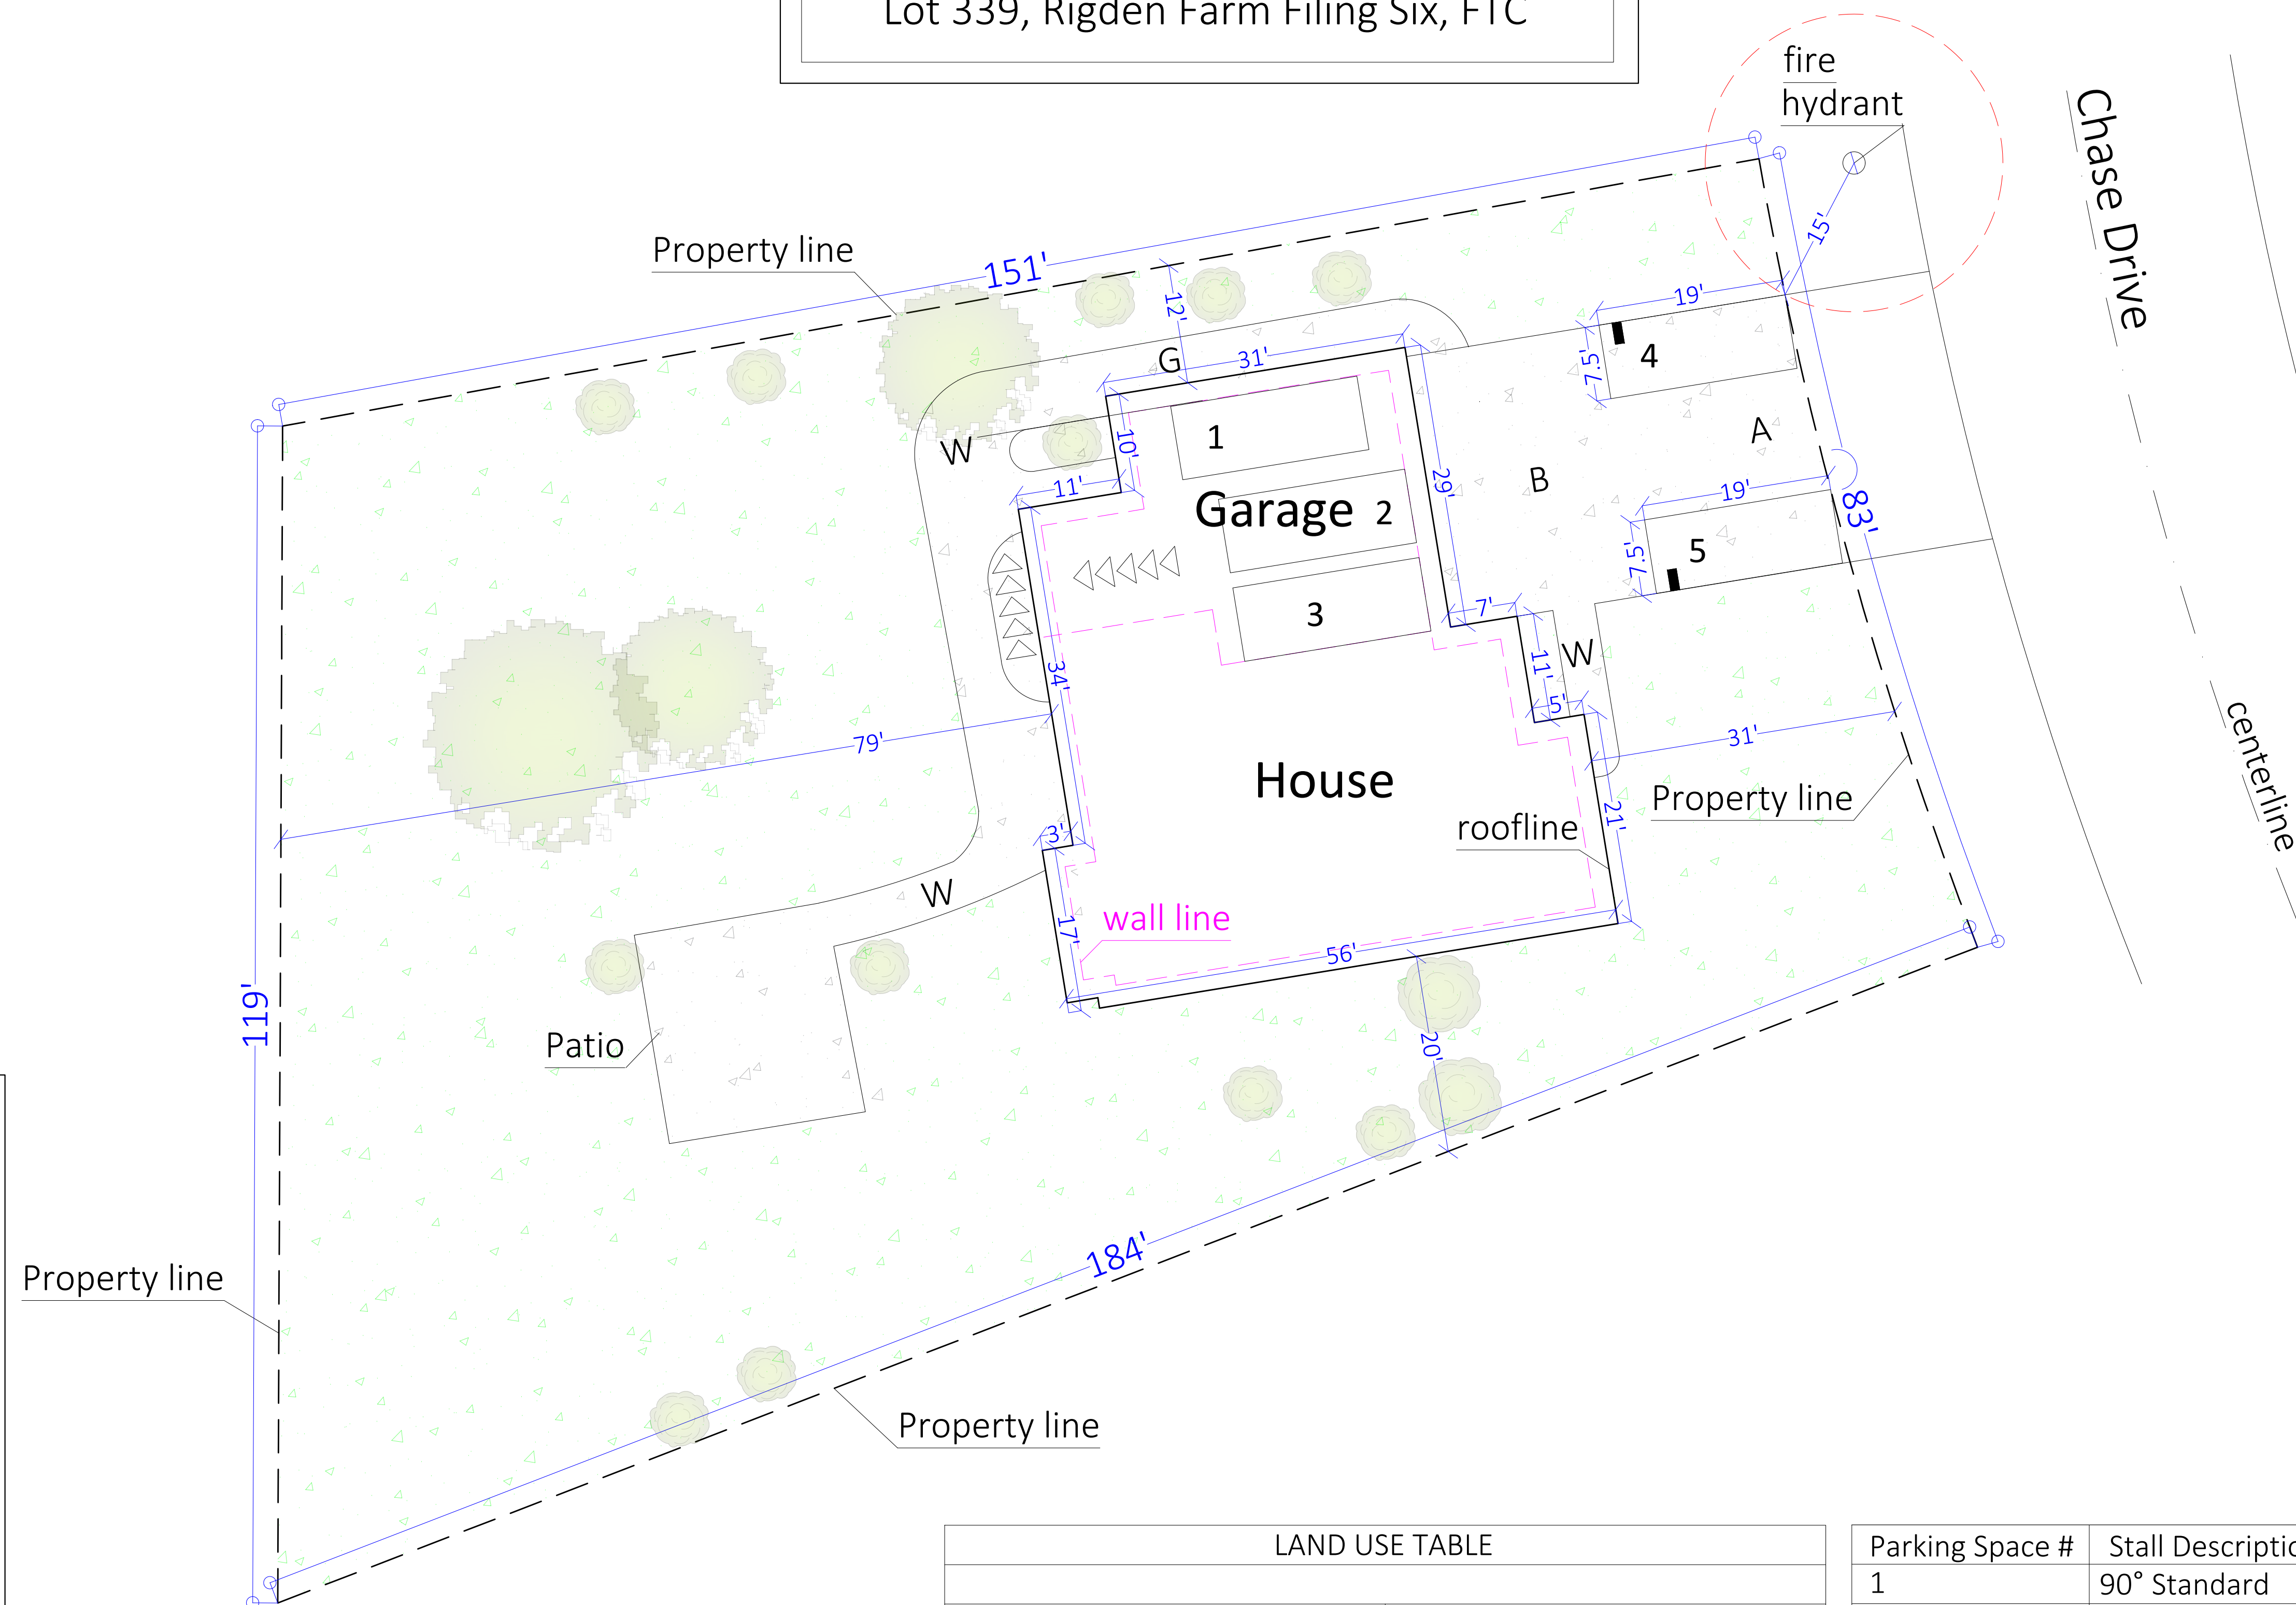 Lot 339, Rigden Farm Filing Six, FTC
fire
hydrant
Chase Drive
Property line
151'
15'
12'
19'
G
31'
4
7.5'
W
10'
1
A
11'
29'
B
19'
Garage
2
83'
7.5'
5
3
7'
34'
11'
W
5'
79'
31'
House
Property line
centerline
3'
roofline
21'
W
17'
wall line
56'
119'
Patio
20'
184'
Property line
Property line
LAND USE TABLE
Parking Space #
1
90° Standard